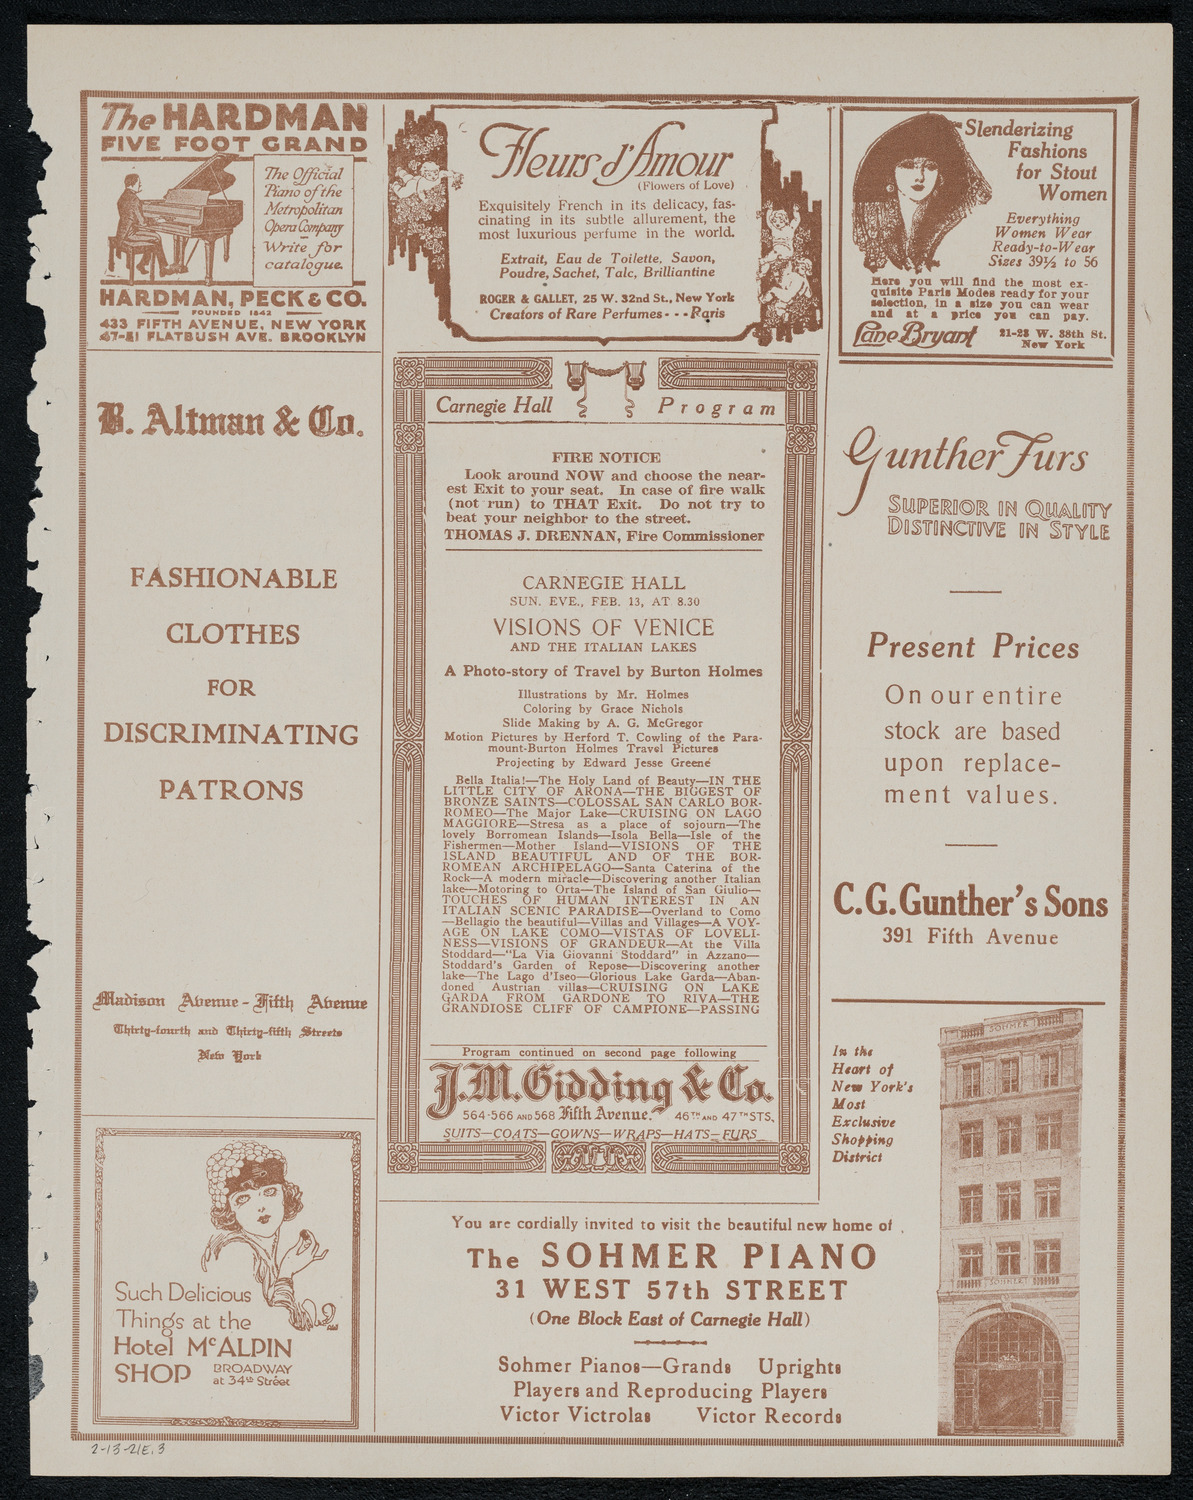 The HARDMAN
FIVE FOOT GRAND
The Official
Piano of the
Metropolitan
Opera Company
Write for
catalogue.
HARDMAN, PECK & CO.
FOUNDED 1842
433 FIFTH AVENUE, NEW YORK
47-51 FLATBUSH AVE. BROOKLYN
Fleurs d'Amour
(Flowers of Love)
Exquisitely French in its delicacy, fas-
cinating in its subtle allurement, the
most luxurious perfume in the world.
Extrait, Eau de Toilette, Savon,
Poudre, Sachet, Talc, Brilliantine
ROGER & GALLET, 25 W. 32nd St., New York
Creators of Rare Perfumes - - - Paris
Slenderizing
Fashions
for Stout
Women
Everything
Women Wear
Ready-to-Wear
Sizes 39½ to 56
Here you will find the most ex-
quisite Paris Modes ready for your
selection, in a size you can wear
and at a price you can pay.
Lane Bryant
21-23 W. 38th St.
New York
B. Altman & Co.
FASHIONABLE
CLOTHES
FOR
DISCRIMINATING
PATRONS
Madison Avenue - Fifth Avenue
Thirty-fourth and Thirty-fifth Streets
New York
Such Delicious
Things at the
Hotel McALPIN
SHOP
BROADWAY
at 34th Street
Carnegie Hall Program
FIRE NOTICE
Look around NOW and choose the near-
est Exit to your seat. In case of fire walk
(not run) to THAT Exit. Do not try to
beat your neighbor to the street.
THOMAS J. DRENNAN, Fire Commissioner
CARNEGIE HALL
SUN. EVE., FEB. 13, AT 8.30
VISIONS OF VENICE
AND THE ITALIAN LAKES
A Photo-story of Travel by Burton Holmes
Illustrations by Mr. Holmes
Coloring by Grace Nichols
Slide Making by A. G. McGregor
Motion Pictures by Herford T. Cowling of the Para-
mount-Burton Holmes Travel Pictures
Projecting by Edward Jesse Greene
Bella Italia!—The Holy Land of Beauty—IN THE
LITTLE CITY OF ARONA—THE BIGGEST OF
BRONZE SAINTS—COLOSSAL SAN CARLO BOR-
ROMEO—The Major Lake—CRUISING ON LAGO
MAGGIORE—Stresa as a place of sojourn—The
lovely Borromean Islands—Isola Bella—Isle of the
Fishermen—Mother Island—VISIONS OF THE
ISLAND BEAUTIFUL AND OF THE BOR-
ROMEAN ARCHIPELAGO—Santa Caterina of the
Rock—A modern miracle—Discovering another Italian
lake—Motoring to Orta—The Island of San Giulio—
TOUCHES OF HUMAN INTEREST IN AN
ITALIAN SCENIC PARADISE—Overland to Como
—Bellagio the beautiful—Villas and Villages—A VOY-
AGE ON LAKE COMO—VISTAS OF LOVELI-
NESS—VISIONS OF GRANDEUR—At the Villa
Stoddard—"La Via Giovanni Stoddard" in Azzano—
Stoddard's Garden of Repose—Discovering another
lake—The Lago d'Iseo—Glorious Lake Garda—Aban-
doned Austrian villas—CRUISING ON LAKE
GARDA FROM GARDONE TO RIVA—THE
GRANDIOSE CLIFF OF CAMPIONE—PASSING
Program continued on second page following
J.M. Gidding & Co.
564-566 AND 568 Fifth Avenue. 46TH AND 47TH STS.
SUITS—COATS—GOWNS—WRAPS—HATS—FURS
Gunther Furs
SUPERIOR IN QUALITY
DISTINCTIVE IN STYLE
Present Prices
On our entire
stock are based
upon replace-
ment values.
C.G. Gunther's Sons
391 Fifth Avenue
In the
Heart of
New York's
Most
Exclusive
Shopping
District
SOHMER
SOHMER
You are cordially invited to visit the beautiful new home of
The SOHMER PIANO
31 WEST 57th STREET
(One Block East of Carnegie Hall)
Sohmer Pianos—Grands Uprights
Players and Reproducing Players
Victor Victrolas Victor Records
2-13-21E.3